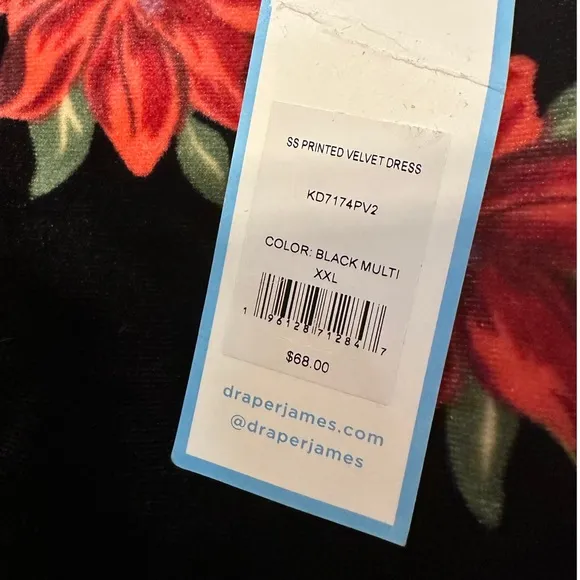 SS PRINTED VELVET DRESS
KD7174PV2
COLOR: BLACK MULTI
XXL
1 96128 71284 7
$68.00
draperjames.com
@draperjames